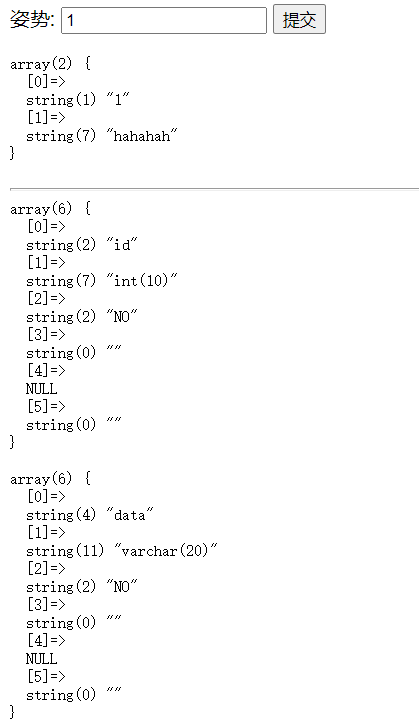 姿势: 1 提交
array(2) {
  [0]=>
  string(1) "1"
  [1]=>
  string(7) "hahahah"
}
array(6) {
  [0]=>
  string(2) "id"
  [1]=>
  string(7) "int(10)"
  [2]=>
  string(2) "NO"
  [3]=>
  string(0) ""
  [4]=>
  NULL
  [5]=>
  string(0) ""
}
array(6) {
  [0]=>
  string(4) "data"
  [1]=>
  string(11) "varchar(20)"
  [2]=>
  string(2) "NO"
  [3]=>
  string(0) ""
  [4]=>
  NULL
  [5]=>
  string(0) ""
}